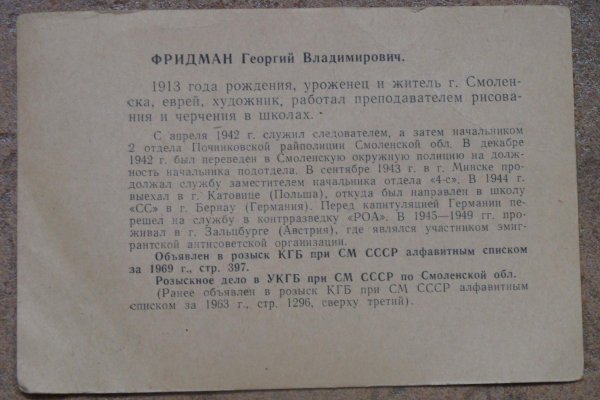 ФРИДМАН Георгий Владимирович.
1913 года рождения, уроженец и житель г. Смолен-
ска, еврей, художник, работал преподавателем рисова-
ния и черчения в школах.
С апреля 1942 г. служил следователем, а затем начальником
2 отдела Починковской райполиции Смоленской обл. В декабре
1942 г. был переведен в Смоленскую окружную полицию на долж-
ность начальника подотдела. В сентябре 1943 г. в г. Минске про-
должал службу заместителем начальника отдела «4-с». В 1944 г.
выехал в г. Катовице (Польша), откуда был направлен в школу
«СС» в г. Бернау (Германия). Перед капитуляцией Германии пе-
решел на службу в контрразведку «РОА». В 1945—1949 гг. про-
живал в г. Зальцбурге (Австрия), где являлся участником эмиг-
рантской антисоветской организации.
Объявлен в розыск КГБ при СМ СССР алфавитным списком
за 1969 г., стр. 397.
Розыскное дело в УКГБ при СМ СССР по Смоленской обл.
(Ранее объявлен в розыск КГБ при СМ СССР алфавитным
списком за 1963 г., стр. 1296, сверху третий).